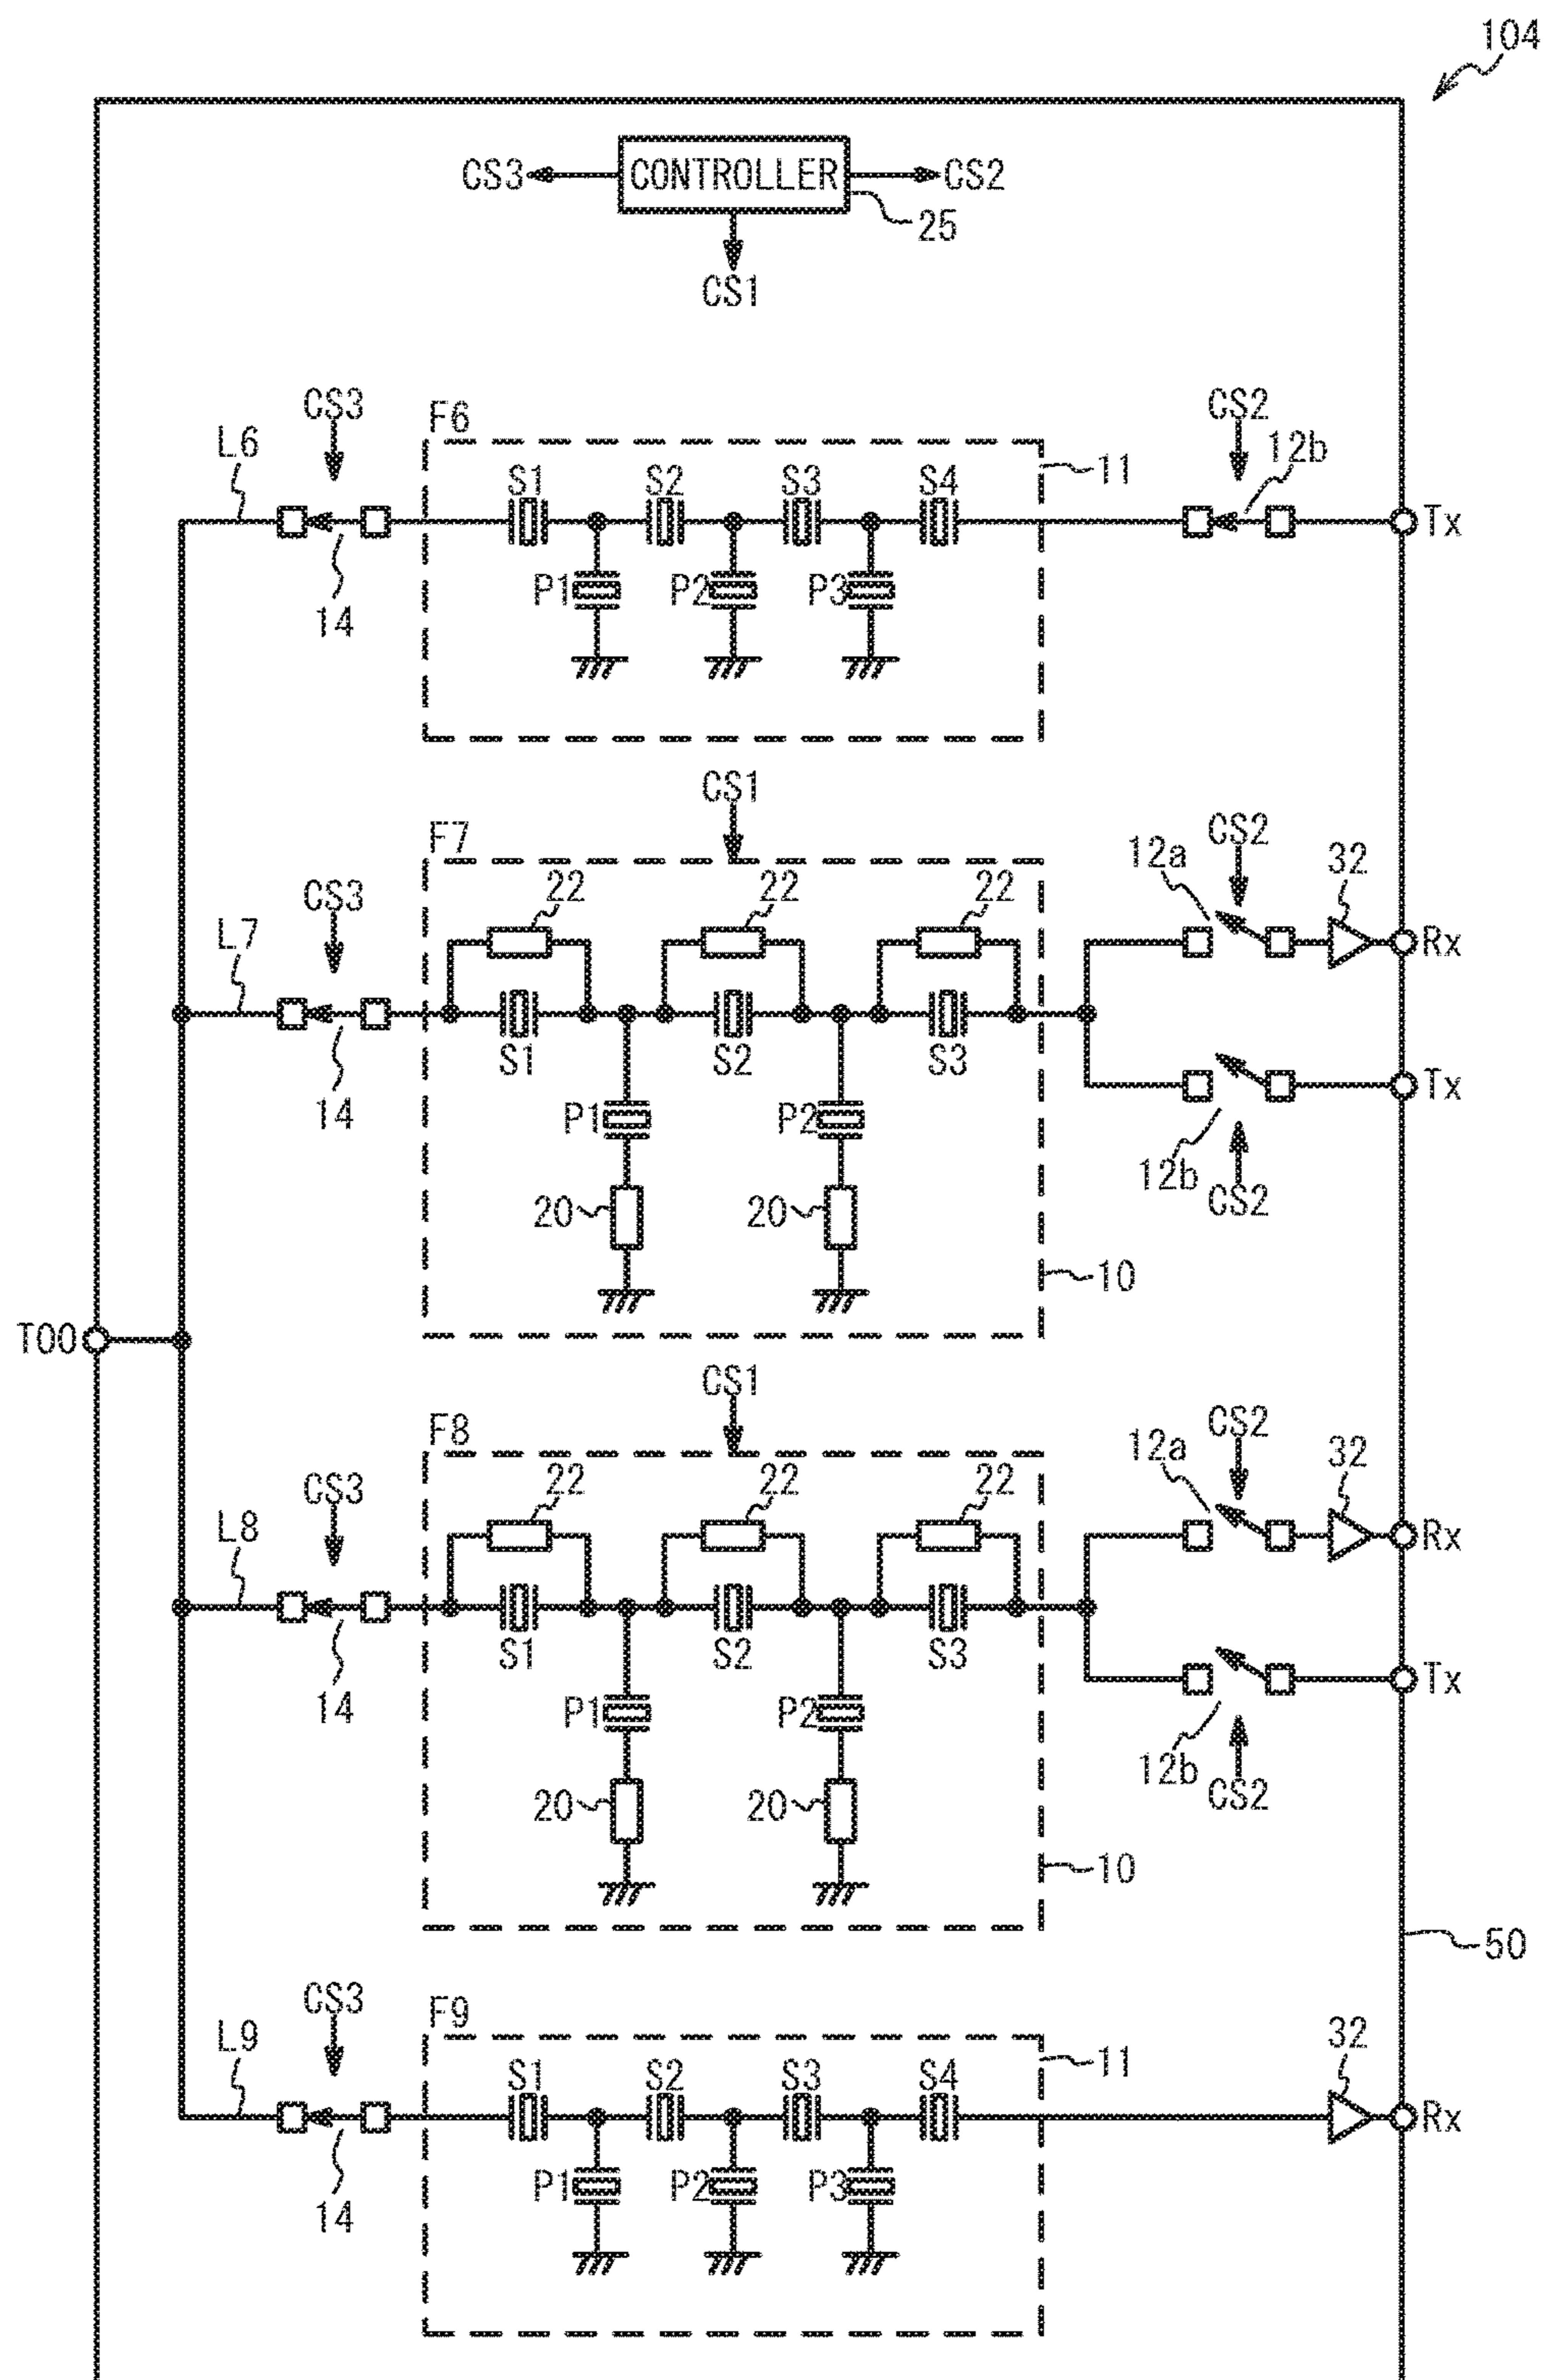 104
CS3 CONTROLLER CS2
25
CS1
CS3 F6 CS2
L6 11 12b
S1 S2 S3 S4
Tx
P1 P2 P3
14
CS1
F7 CS2
12a 32
CS3 22 22 22
L7 Rx
S1 S2 S3
14 P1 P2 Tx
12b
20 20 CS2
10
T00
CS1
F8 CS2
12a 32
CS3 22 22 22
L8 Rx
S1 S2 S3
14 P1 P2 Tx
12b
20 20 CS2
10
50
CS3 F9
L9 11 32
S1 S2 S3 S4
Rx
P1 P2 P3
14